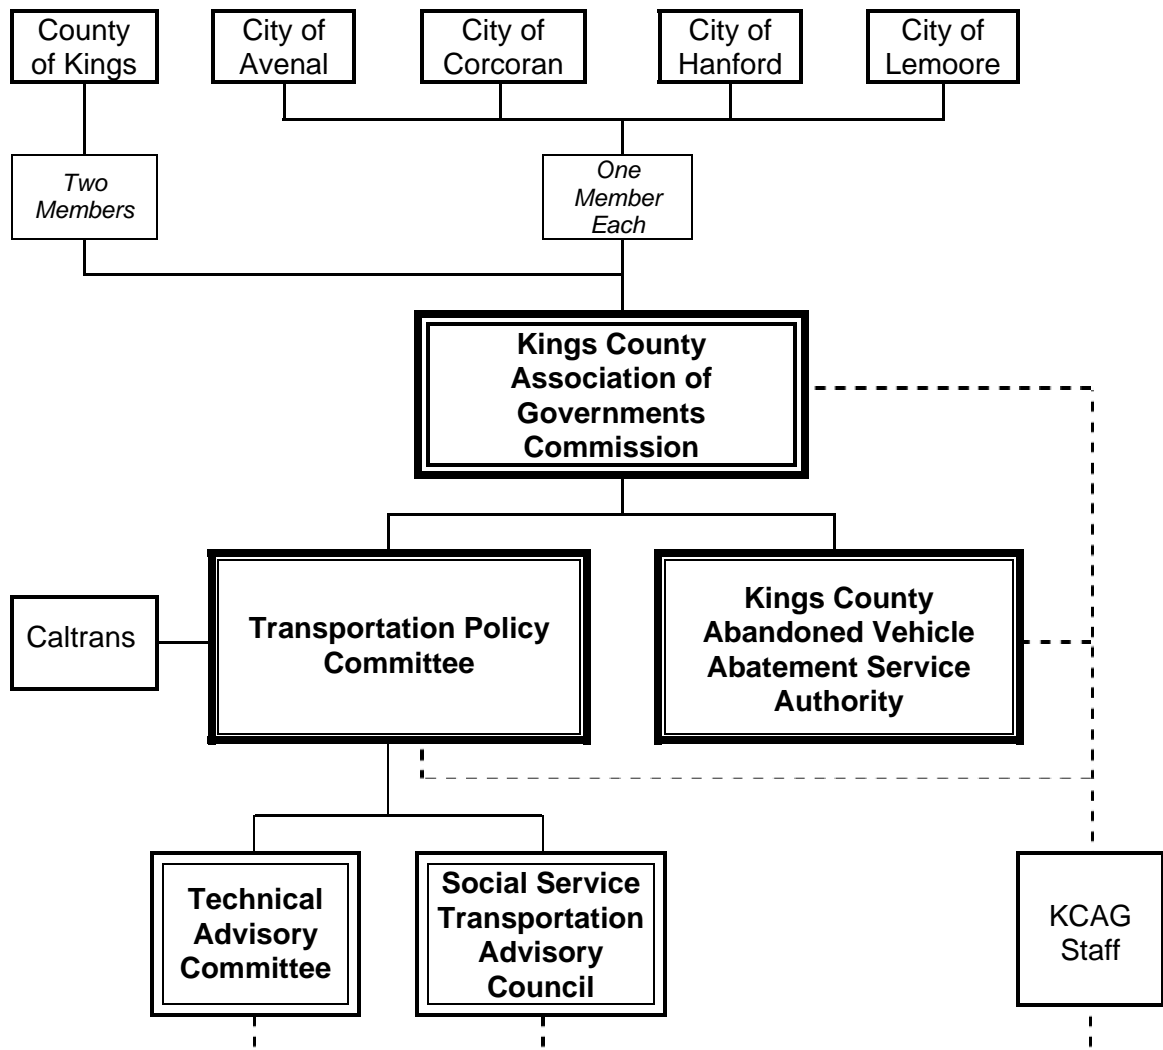 County
of Kings
City of
Avenal
City of
Corcoran
City of
Hanford
City of
Lemoore
Two
Members
One
Member
Each
Kings County
Association of
Governments
Commission
Caltrans
Transportation Policy
Committee
Kings County
Abandoned Vehicle
Abatement Service
Authority
Technical
Advisory
Committee
Social Service
Transportation
Advisory
Council
KCAG
Staff